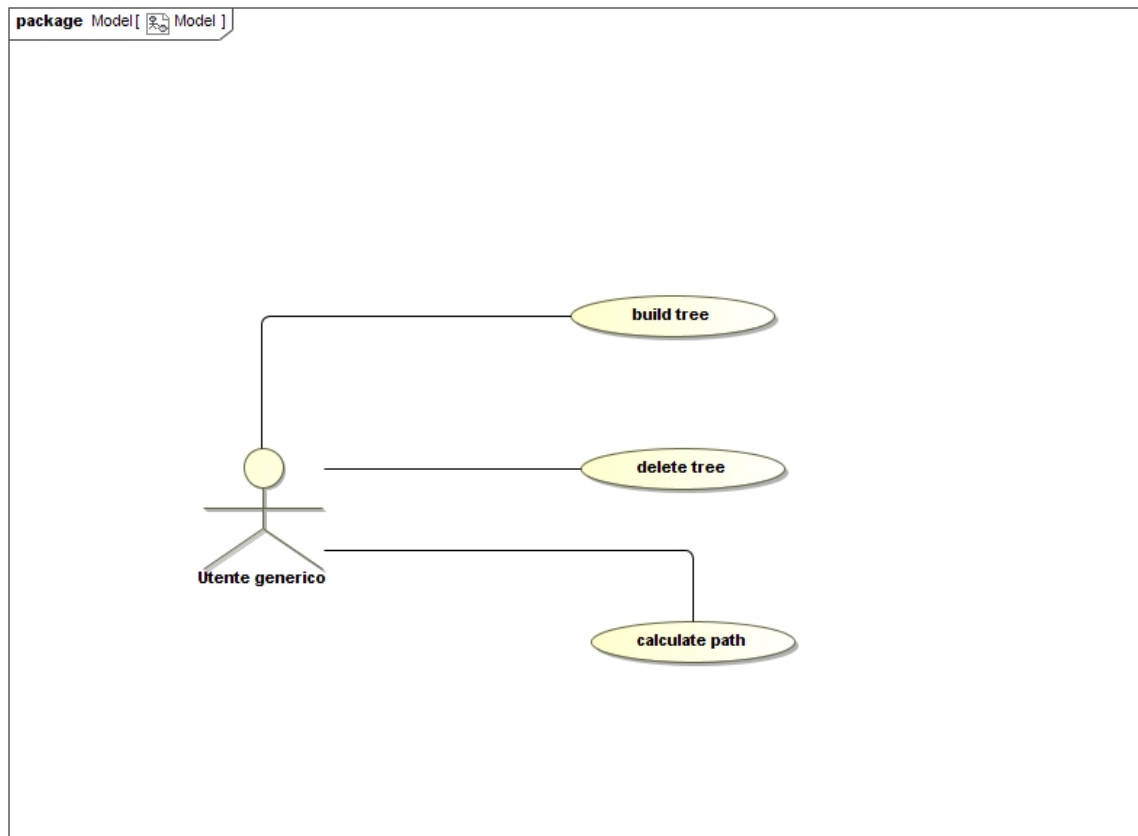 package Model[ Model ]
build tree
delete tree
Utente generico
calculate path